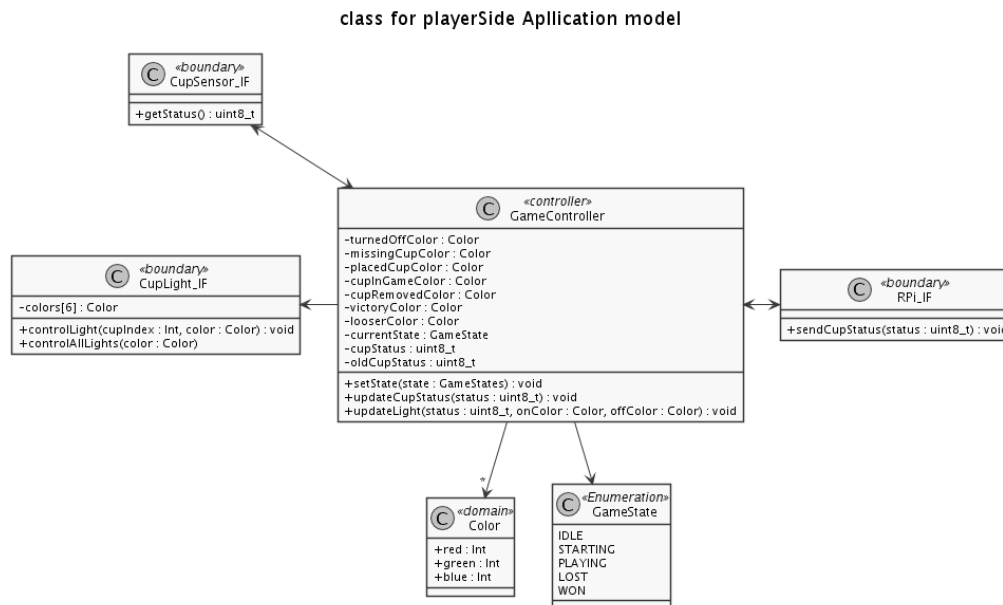 class for playerSide Apllication model
C «boundary»
CupSensor_IF
+getStatus() : uint8_t
C «controller»
GameController
-turnedOffColor : Color
-missingCupColor : Color
-placedCupColor : Color
-cupInGameColor : Color
-cupRemovedColor : Color
-victoryColor : Color
-looserColor : Color
-currentState : GameState
-cupStatus : uint8_t
-oldCupStatus : uint8_t
+setState(state : GameStates) : void
+updateCupStatus(status : uint8_t) : void
+updateLight(status : uint8_t, onColor : Color, offColor : Color) : void
C «boundary»
CupLight_IF
-colors[6] : Color
+controlLight(cupIndex : Int, color : Color) : void
+controlAllLights(color : Color)
C «boundary»
RPi_IF
+sendCupStatus(status : uint8_t) : void
*
C «domain»
Color
+red : Int
+green : Int
+blue : Int
C «Enumeration»
GameState
IDLE
STARTING
PLAYING
LOST
WON